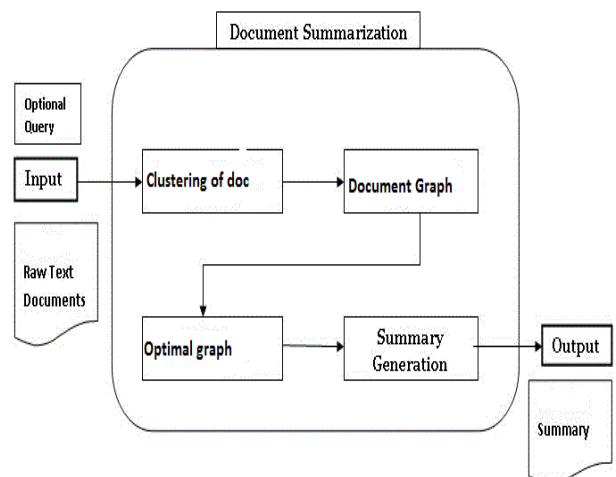 Document Summarization
Optional
Query
Input
Clustering of doc
Document Graph
Raw Text
Documents
Optimal graph
Summary
Generation
Output
Summary